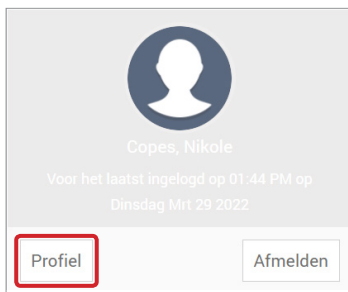 Copes, Nikole
Voor het laatst ingelogd op 01:44 PM op
Dinsdag Mrt 29 2022
Profiel
Afmelden